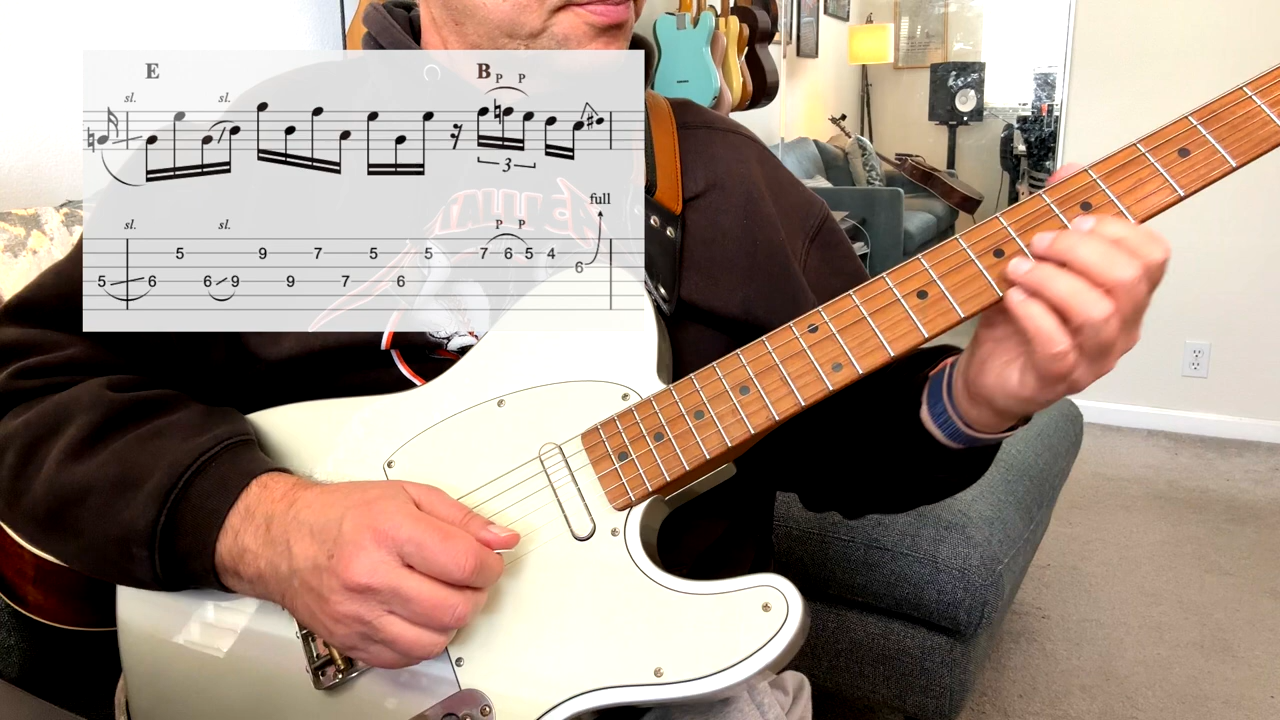 E B P P
sl. sl.
3
full
sl. sl. P P
5 9 7 5 5 7 6 5 4
6
5 6 6 9 9 7 6